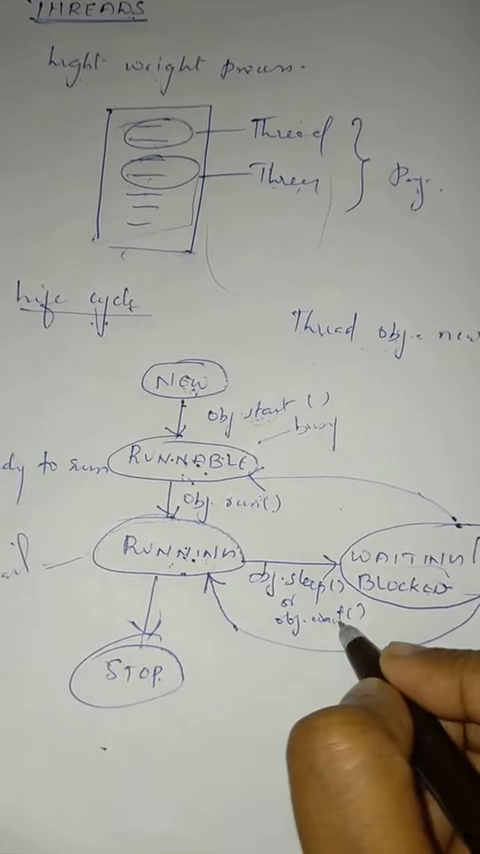 THREADS
light weight process.
Thread
Thread
life cycle
Thread obj = new
NEW
obj.start ()
busy
dy to run
RUNNABLE
obj.run()
RUNNING
WAITING/
BLOCKED
obj.sleep()
or
obj.wait()
STOP